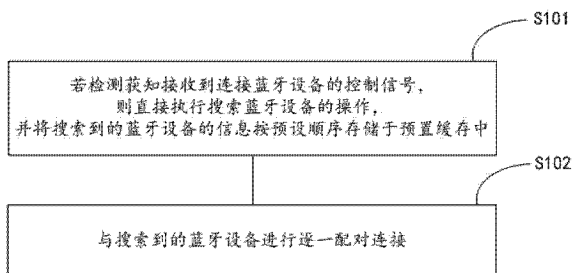 S101
若检测获知接收到连接蓝牙设备的控制信号，
则直接执行搜索蓝牙设备的操作，
并将搜索到的蓝牙设备的信息按预设顺序存储于预置缓存中
S102
与搜索到的蓝牙设备进行逐一配对连接